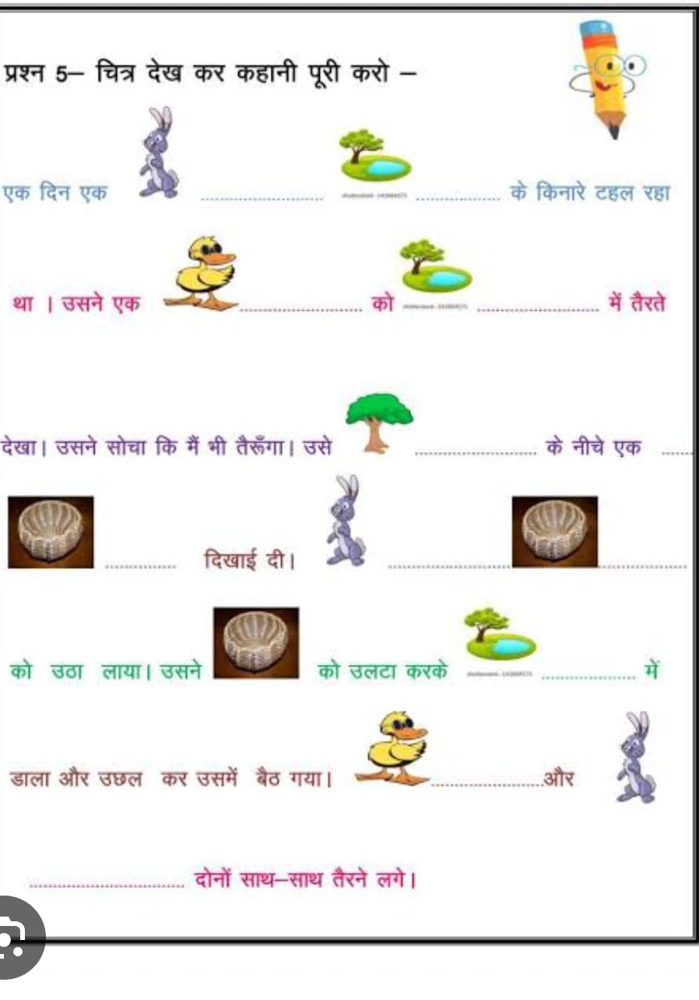 प्रश्न 5– चित्र देख कर कहानी पूरी करो –
एक दिन एक ........................ ................. के किनारे टहल रहा
था । उसने एक ........................ को ........................ में तैरते
देखा। उसने सोचा कि मैं भी तैरूँगा। उसे ........................ के नीचे एक ......
.............. दिखाई दी। ........................ ..................
को उठा लाया। उसने को उलटा करके ................... में
डाला और उछल कर उसमें बैठ गया। ......................और
............................... दोनों साथ–साथ तैरने लगे।